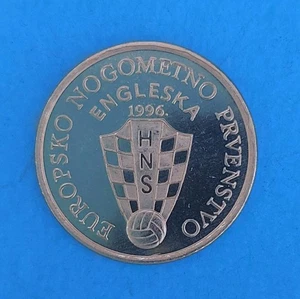 EUROPSKO NOGOMETNO PRVENSTVO
ENGLESKA
1996.
HNS